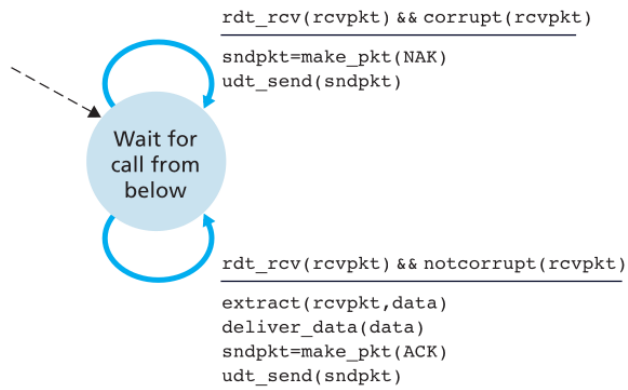 rdt_rcv(rcvpkt) && corrupt(rcvpkt)
sndpkt=make_pkt(NAK)
udt_send(sndpkt)
Wait for
call from
below
rdt_rcv(rcvpkt) && notcorrupt(rcvpkt)
extract(rcvpkt,data)
deliver_data(data)
sndpkt=make_pkt(ACK)
udt_send(sndpkt)